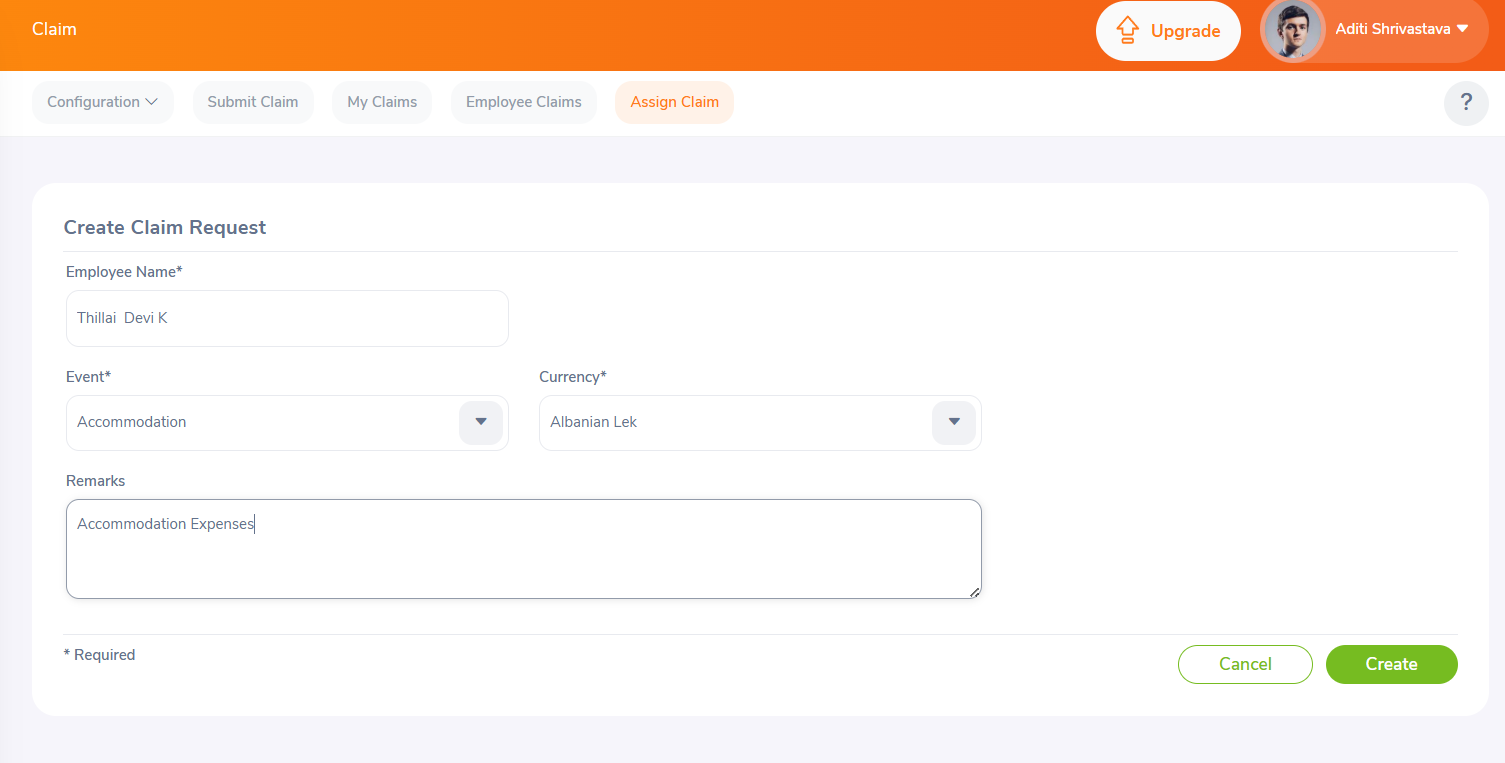 Claim
Upgrade
Aditi Shrivastava
Configuration
Submit Claim
My Claims
Employee Claims
Assign Claim
?
Create Claim Request
Employee Name*
Thillai  Devi K
Event*
Currency*
Accommodation
Albanian Lek
Remarks
Accommodation Expenses
* Required
Cancel
Create